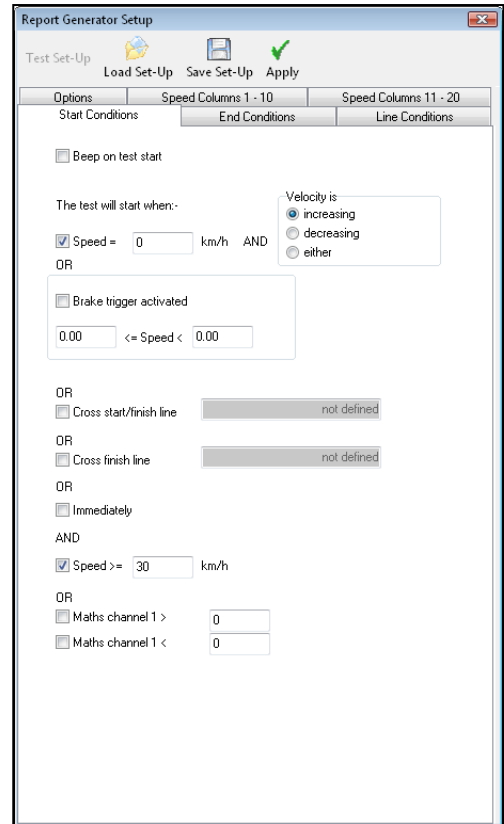 Report Generator Setup
Test Set-Up
Load Set-Up Save Set-Up Apply
Options Speed Columns 1 - 10 Speed Columns 11 - 20
Start Conditions End Conditions Line Conditions
Beep on test start
The test will start when:-
Velocity is
increasing
Speed = 0 km/h AND
decreasing
OR
either
Brake trigger activated
0.00 <= Speed < 0.00
OR
Cross start/finish line not defined
OR
Cross finish line not defined
OR
Immediately
AND
Speed >= 30 km/h
OR
Maths channel 1 > 0
Maths channel 1 < 0